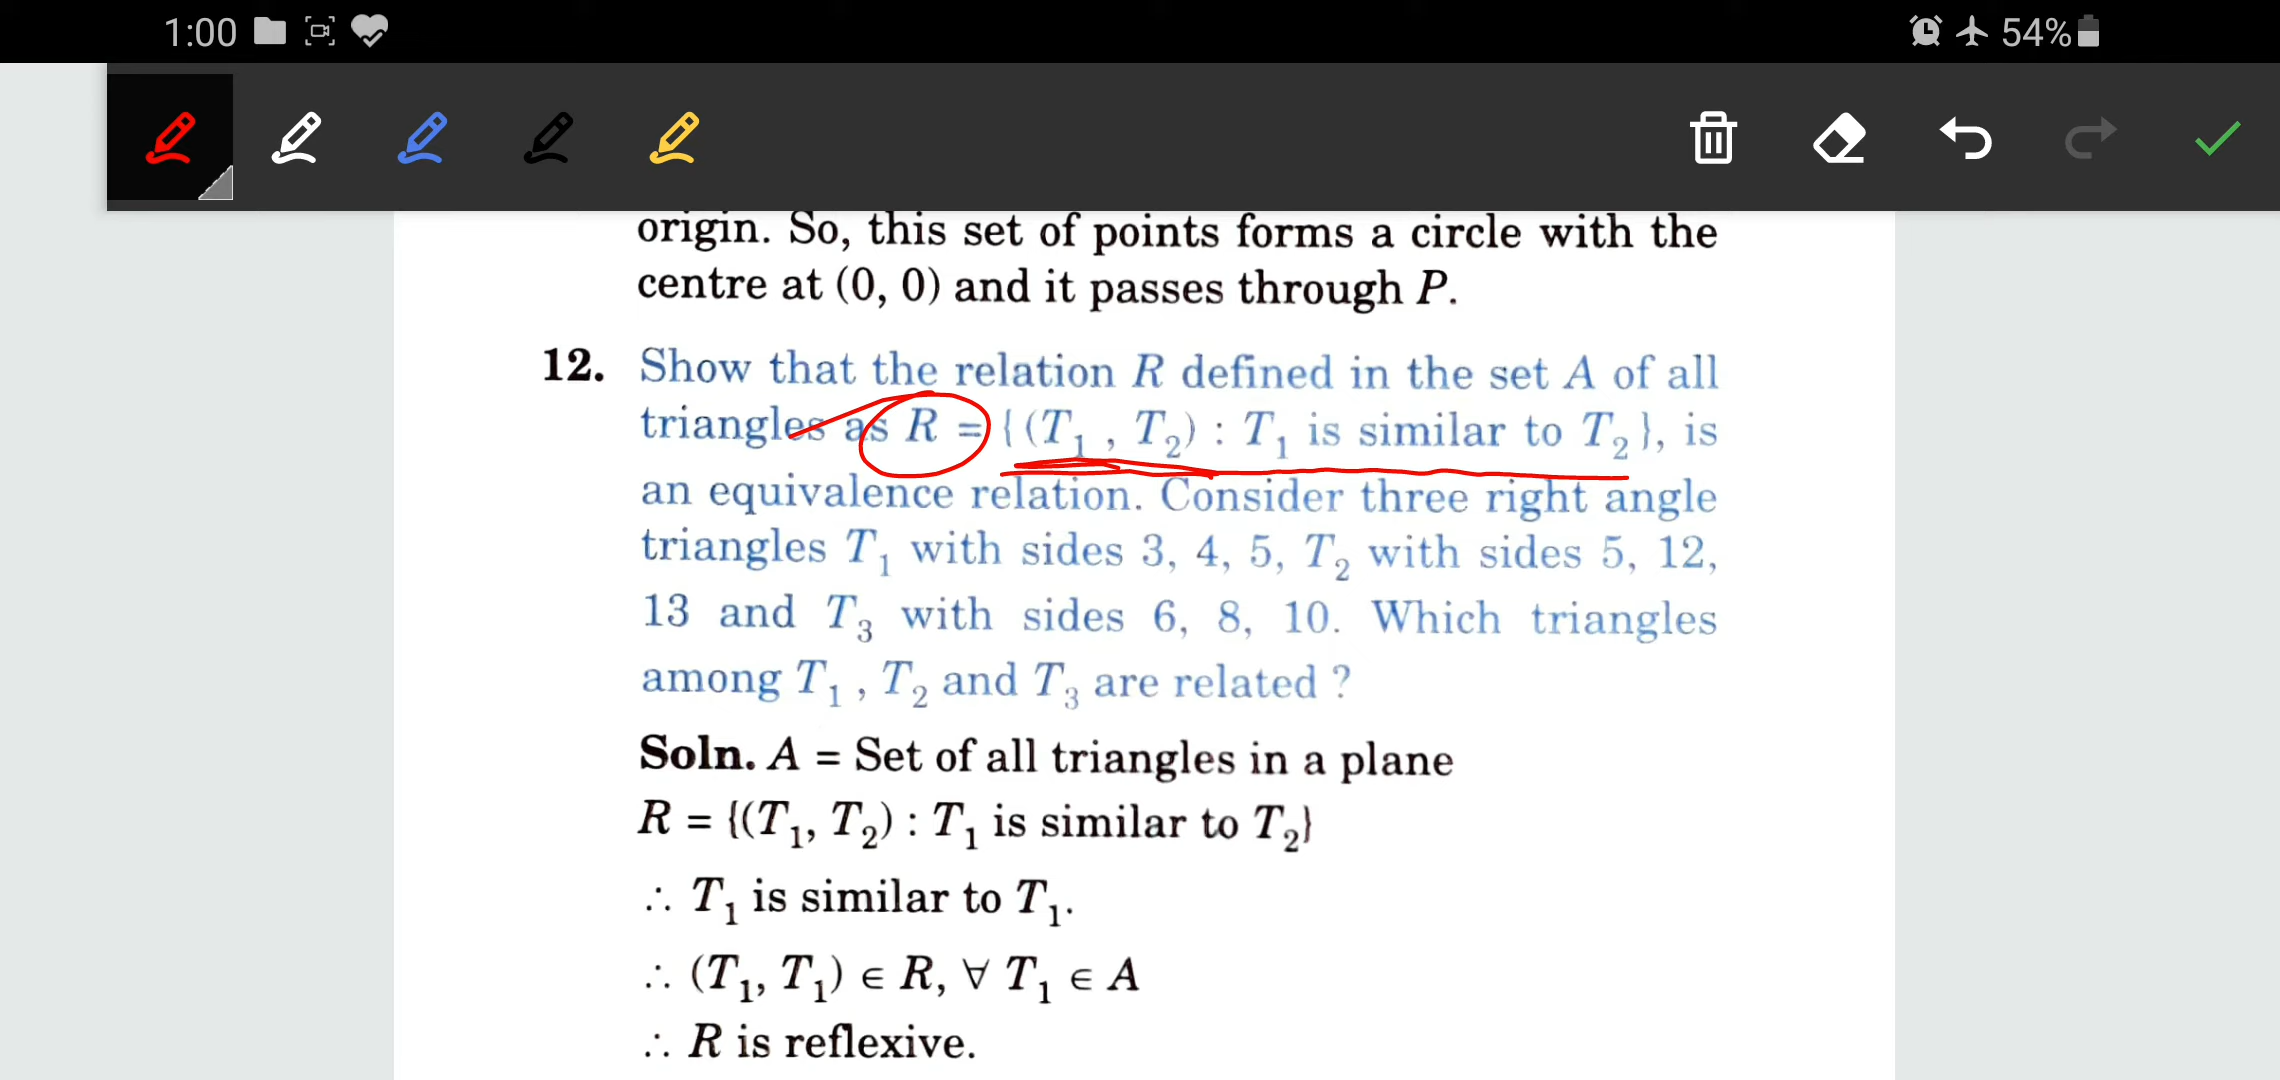 1:00
54%
origin. So, this set of points forms a circle with the
centre at (0, 0) and it passes through P.
12. Show that the relation R defined in the set A of all
triangles as R = {(T₁ , T₂) : T₁ is similar to T₂}, is
an equivalence relation. Consider three right angle
triangles T₁ with sides 3, 4, 5, T₂ with sides 5, 12,
13 and T₃ with sides 6, 8, 10. Which triangles
among T₁ , T₂ and T₃ are related ?
Soln. A = Set of all triangles in a plane
R = {(T₁, T₂) : T₁ is similar to T₂}
∴ T₁ is similar to T₁.
∴ (T₁, T₁) ∈ R, ∀ T₁ ∈ A
∴ R is reflexive.